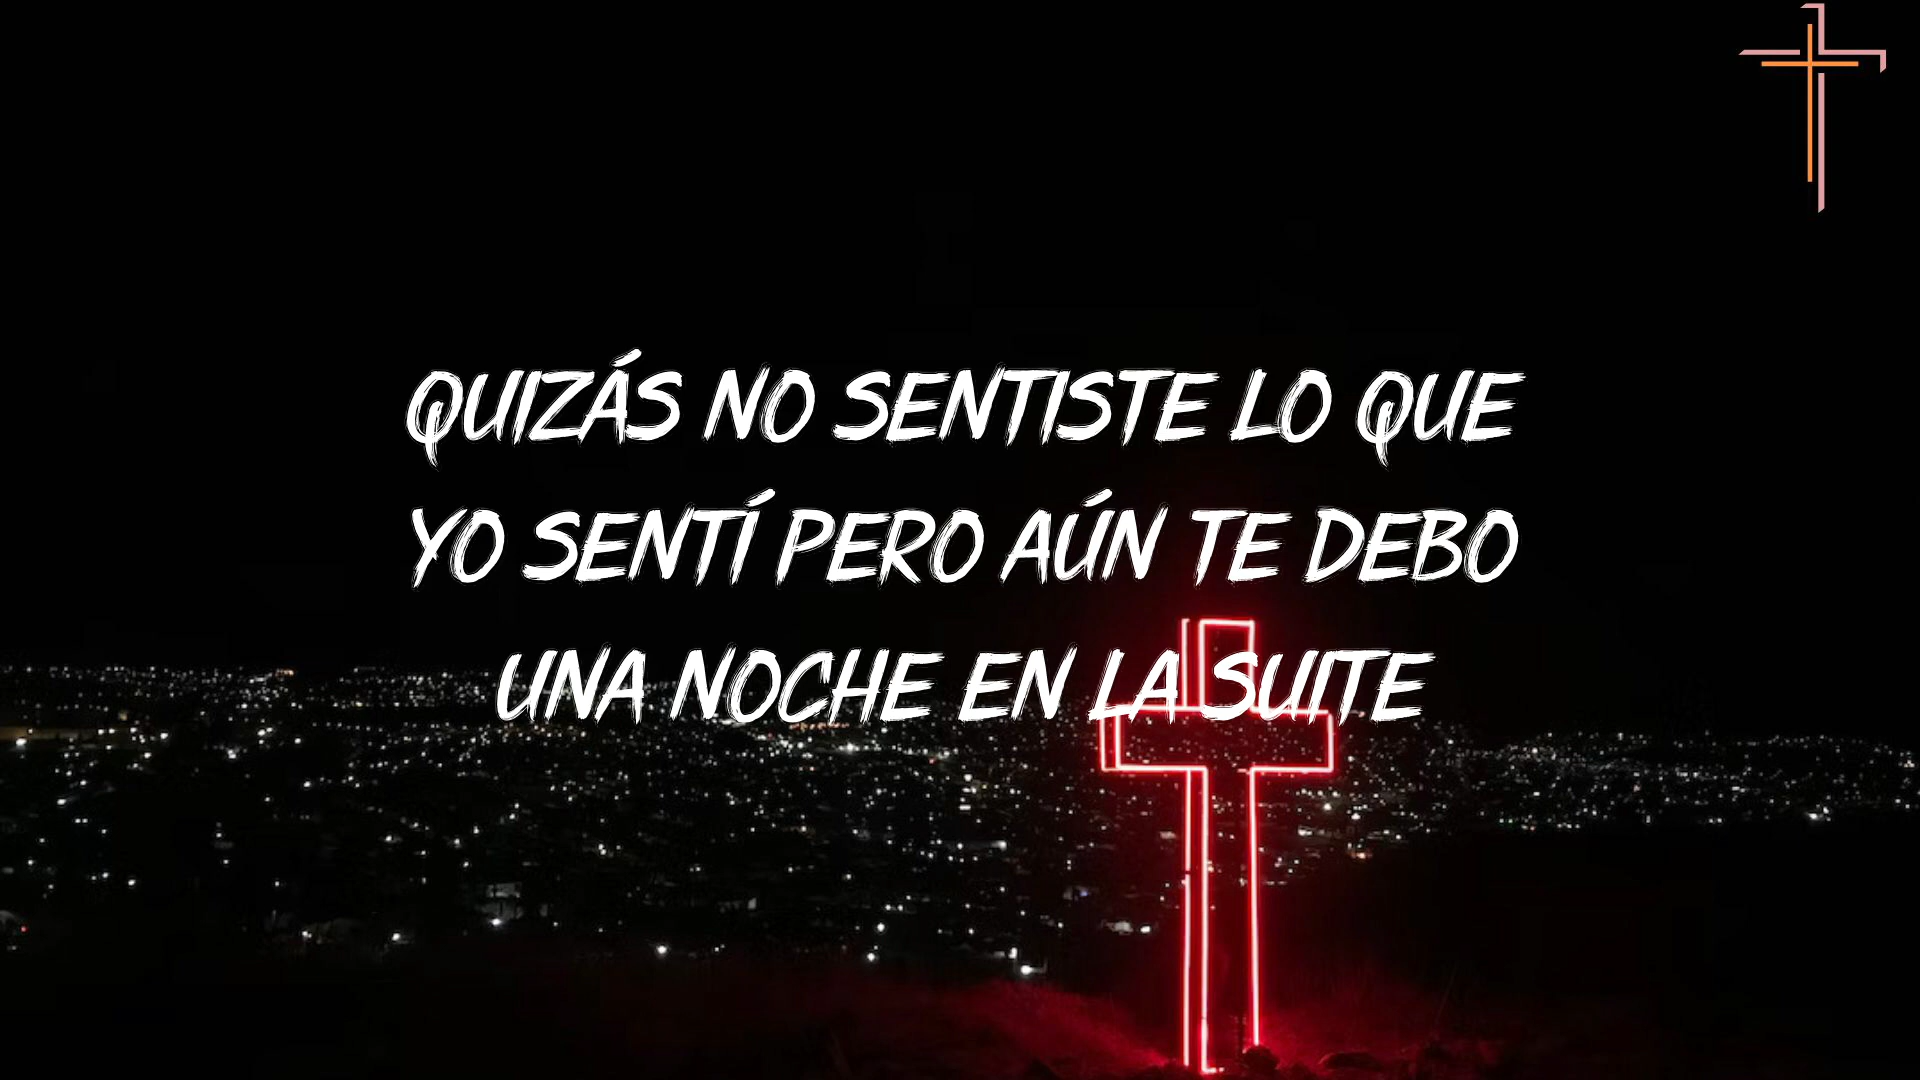 QUIZÁS NO SENTISTE LO QUE
YO SENTÍ PERO AÚN TE DEBO
UNA NOCHE EN LA SUITE